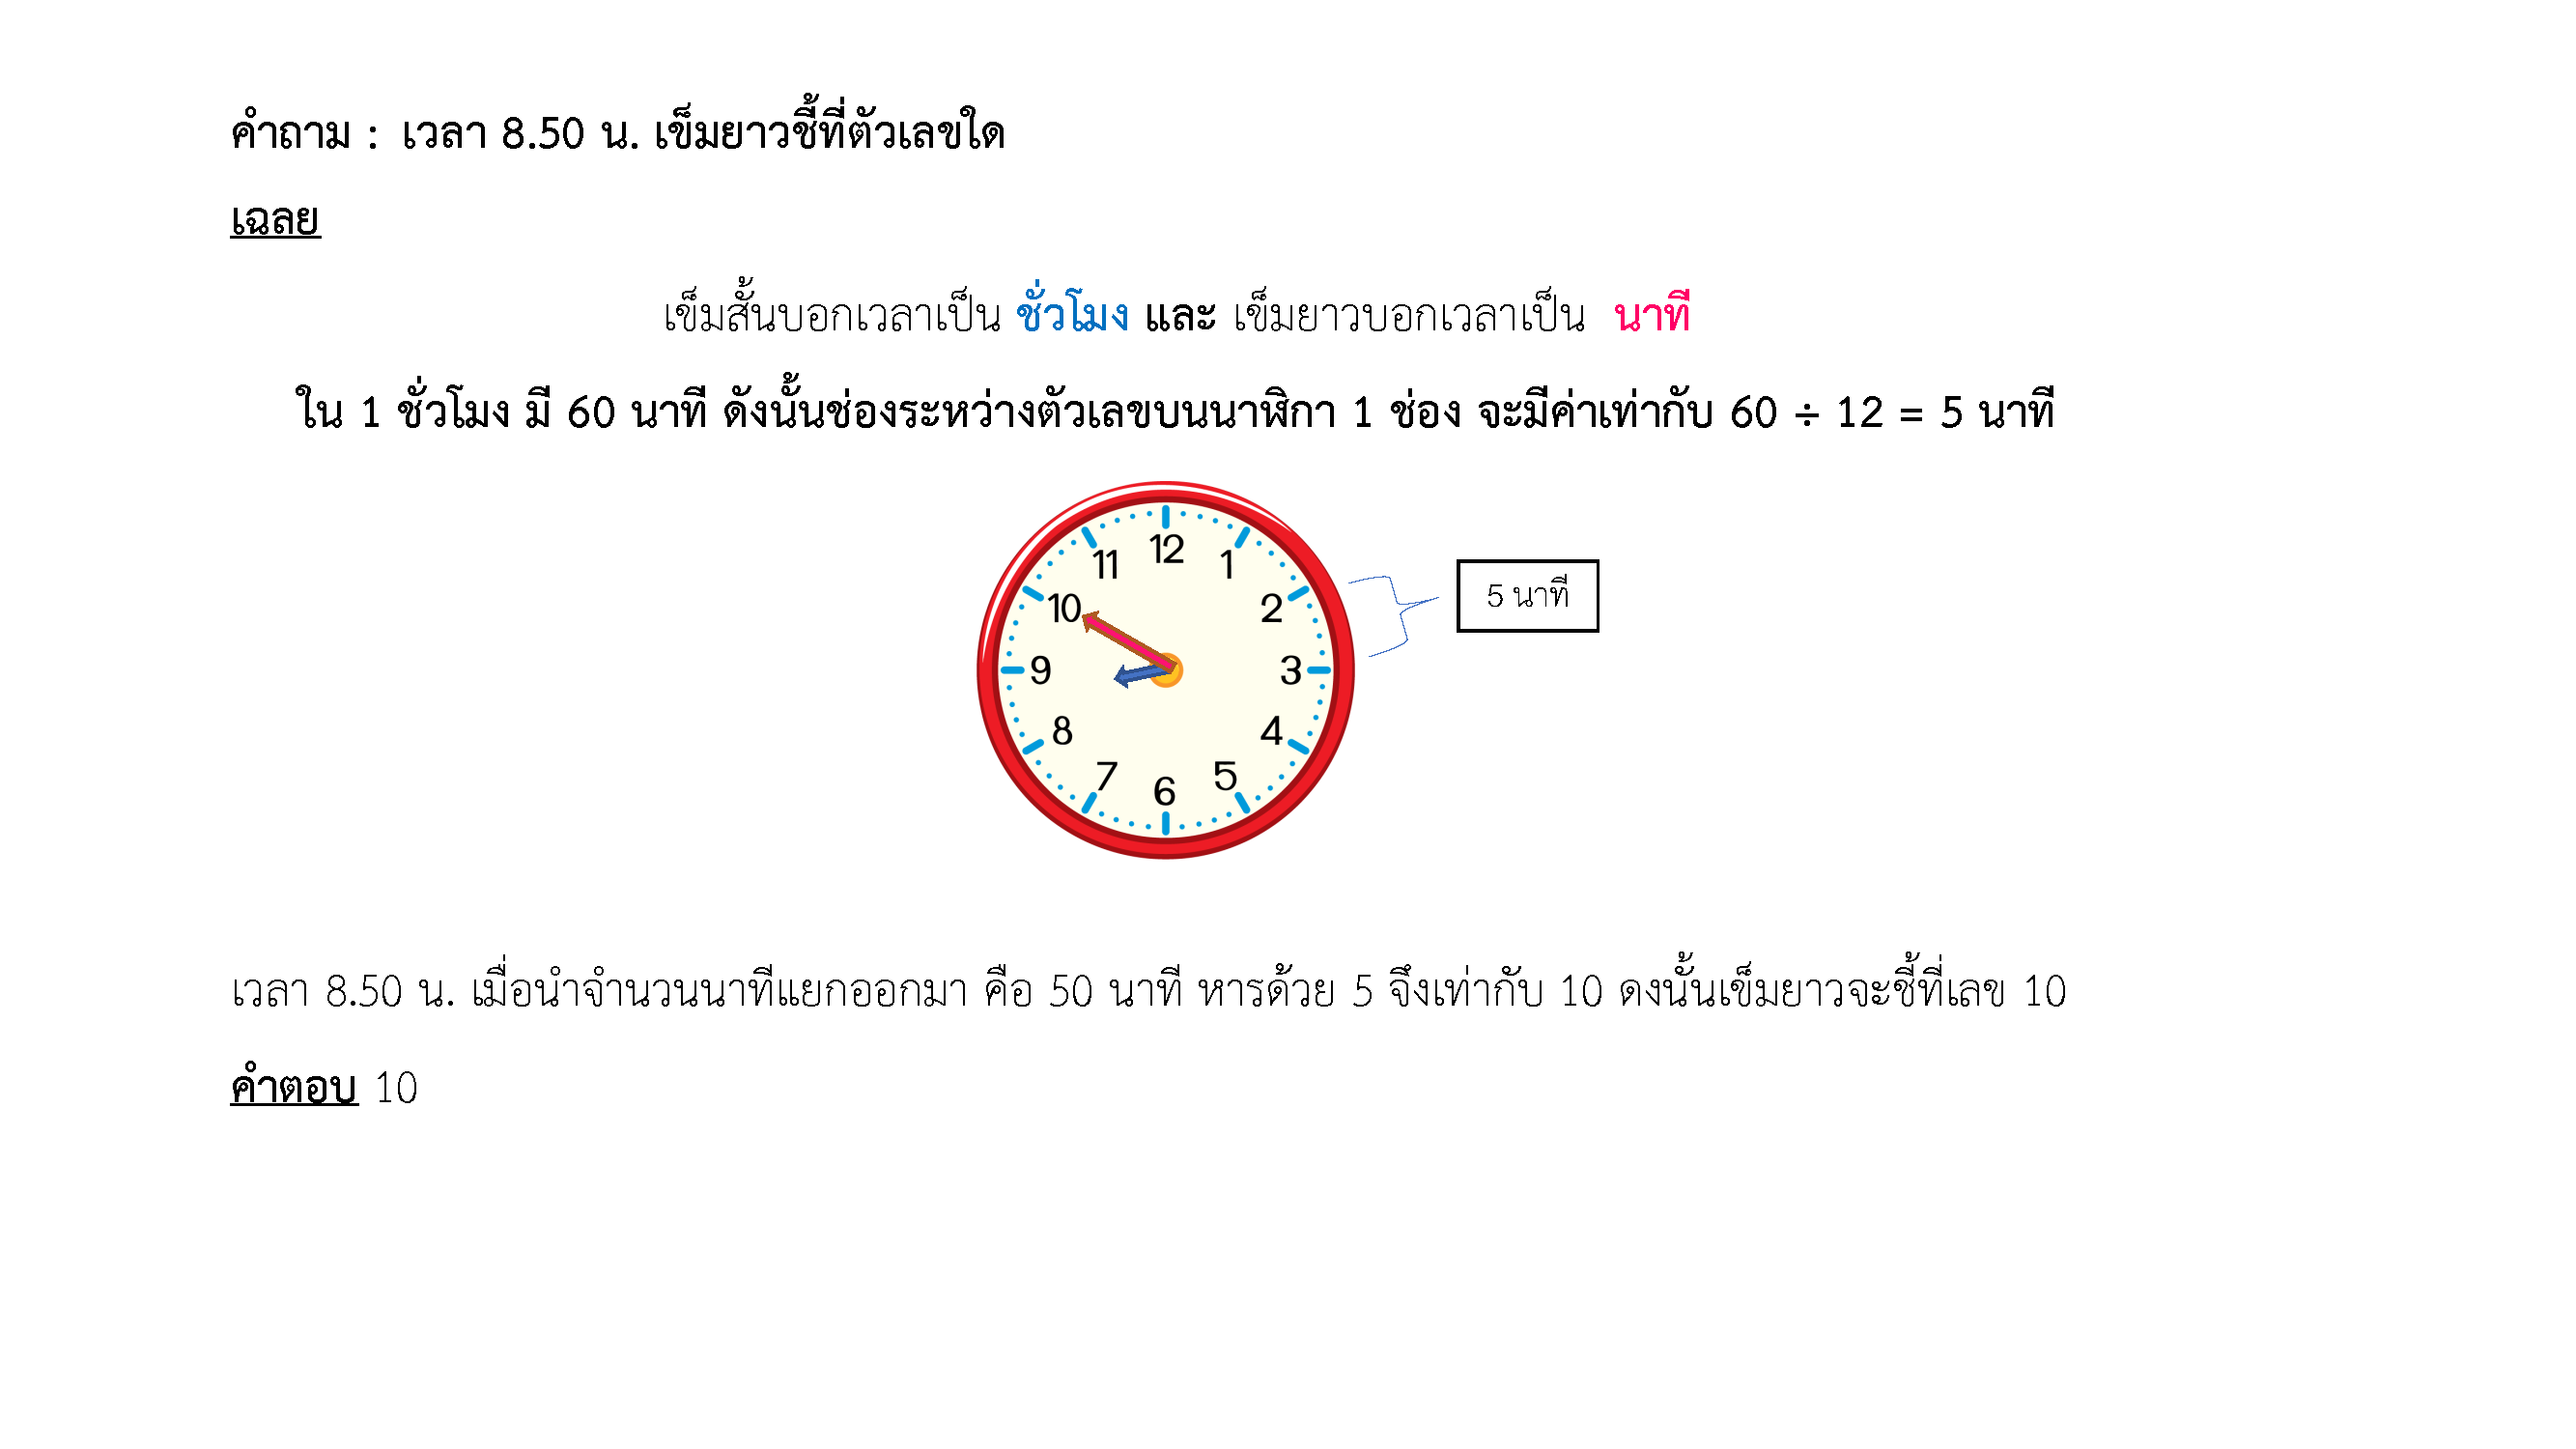 คำถาม : เวลา 8.50 น. เข็มยาวชี้ที่ตัวเลขใด
เฉลย
เข็มสั้นบอกเวลาเป็น ชั่วโมง และ เข็มยาวบอกเวลาเป็น นาที
ใน 1 ชั่วโมง มี 60 นาที ดังนั้นช่องระหว่างตัวเลขบนนาฬิกา 1 ช่อง จะมีค่าเท่ากับ 60 ÷ 12 = 5 นาที
12
11 1
10 2
5 นาที
9 3
8 4
7 5
6
เวลา 8.50 น. เมื่อนำจำนวนนาทีแยกออกมา คือ 50 นาที หารด้วย 5 จึงเท่ากับ 10 ดงนั้นเข็มยาวจะชี้ที่เลข 10
คำตอบ 10